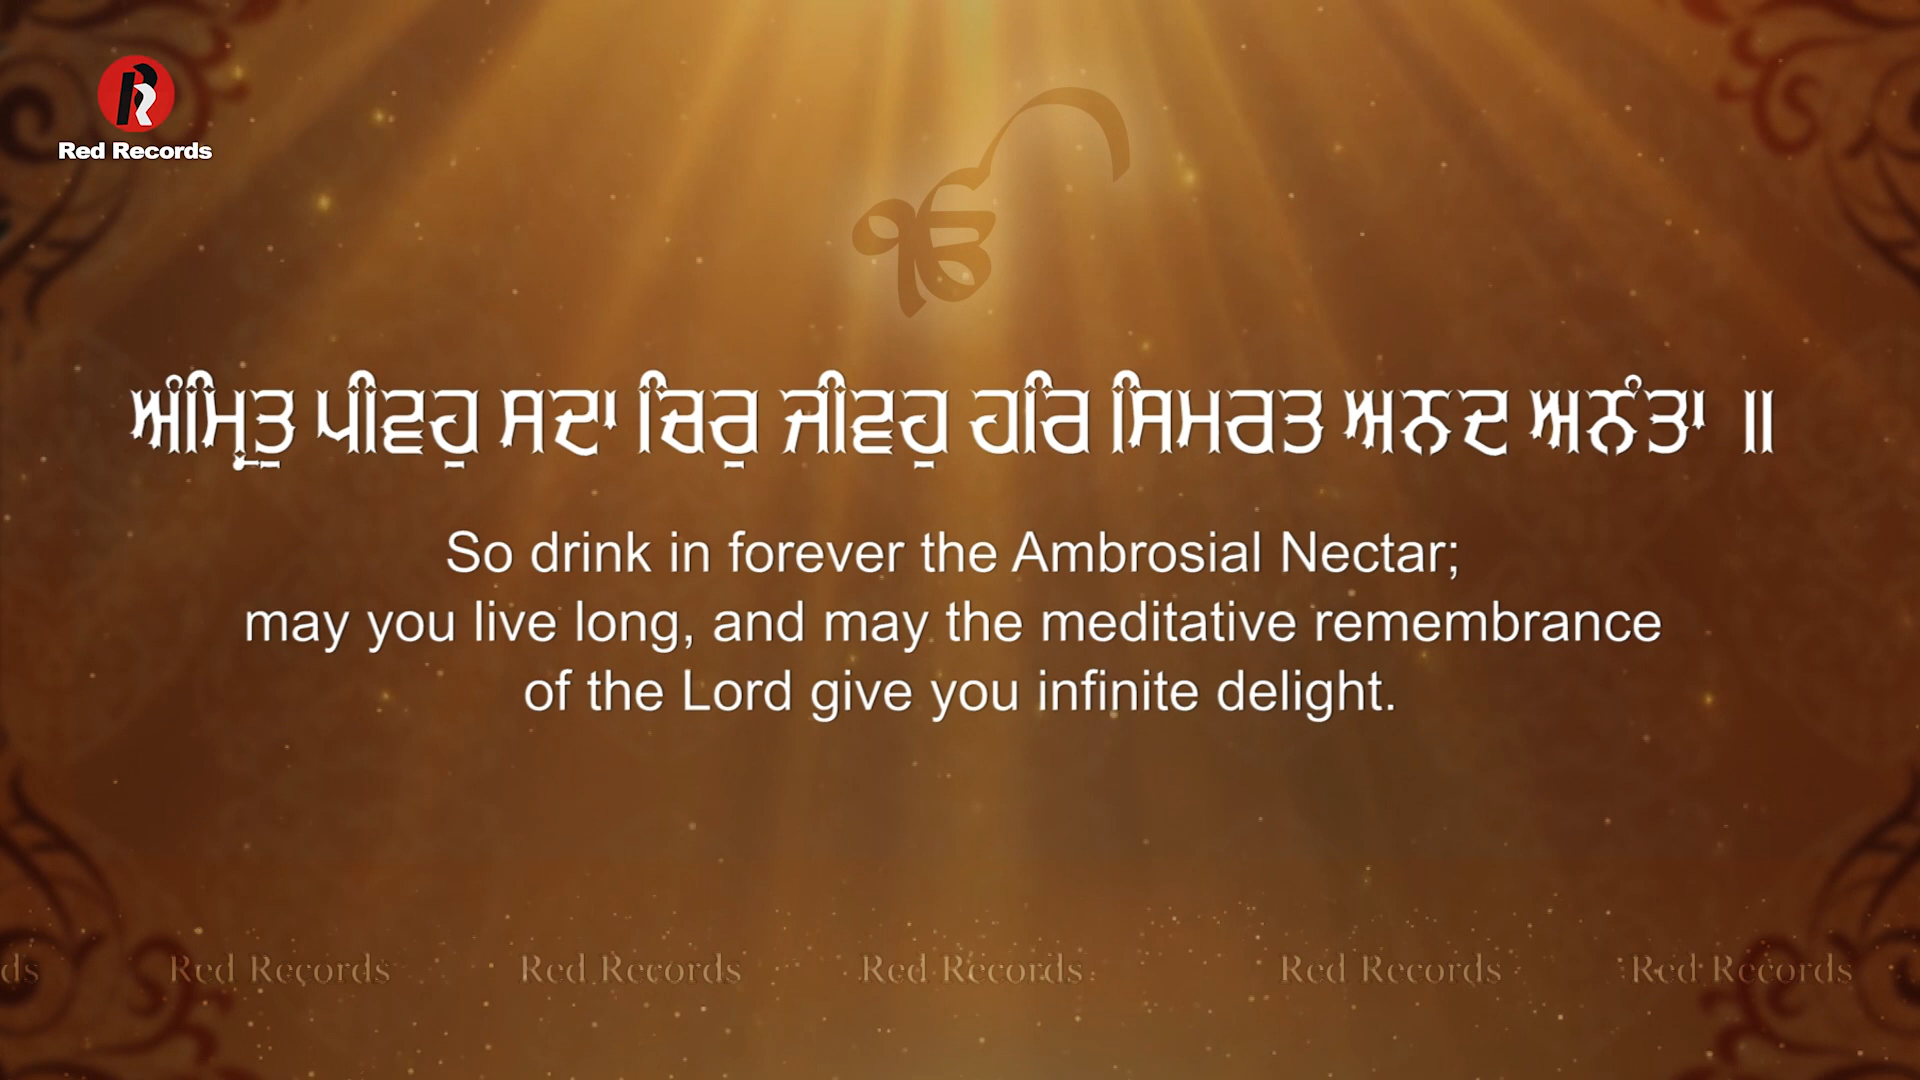 Red Records
ੴ
ਅੰਮ੍ਰਿਤੁ ਪੀਵਹੁ ਸਦਾ ਚਿਰੁ ਜੀਵਹੁ ਹਰਿ ਸਿਮਰਤ ਅਨਦ ਅਨੰਤਾ ॥
So drink in forever the Ambrosial Nectar;
may you live long, and may the meditative remembrance
of the Lord give you infinite delight.
ds Red Records Red Records Red Records Red Records Red Records